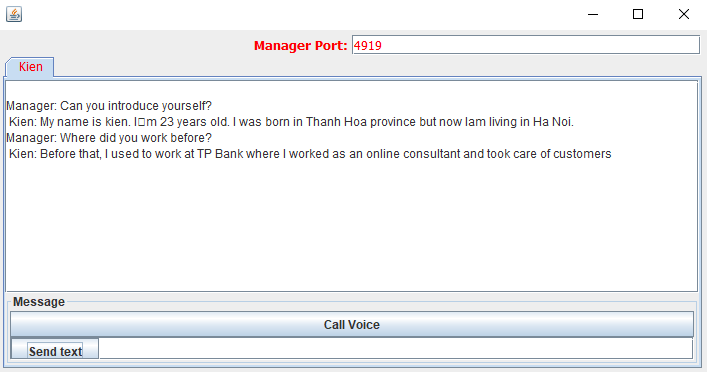 Manager Port: 4919
Kien
Manager: Can you introduce yourself?
Kien: My name is kien. I□m 23 years old. I was born in Thanh Hoa province but now Iam living in Ha Noi.
Manager: Where did you work before?
Kien: Before that, I used to work at TP Bank where I worked as an online consultant and took care of customers
Message
Call Voice
Send text